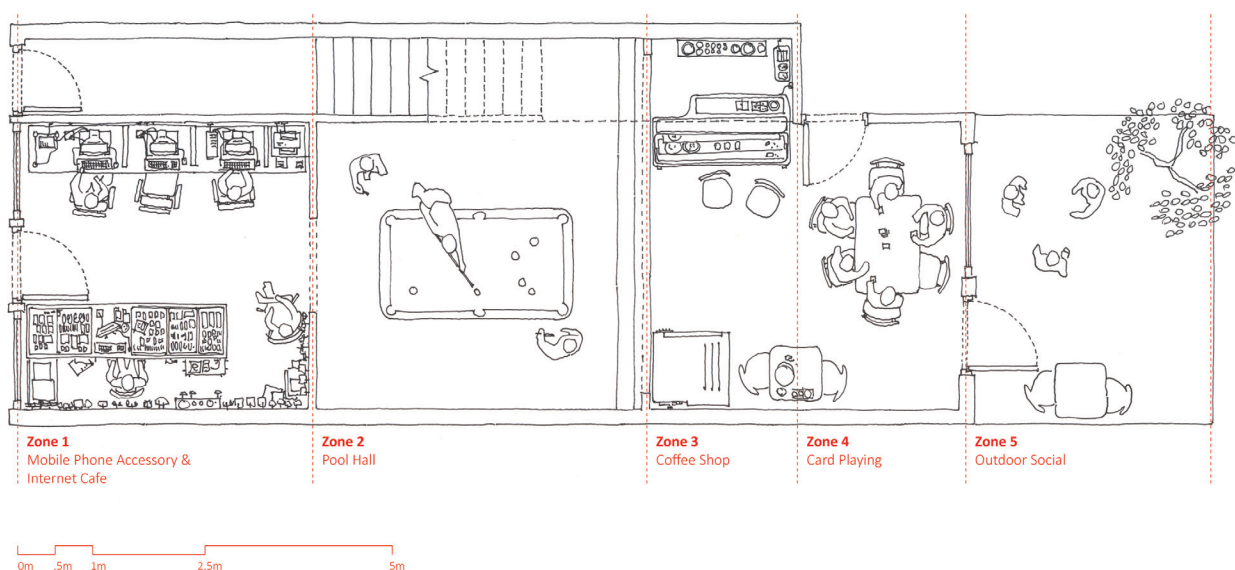 Zone 1
Mobile Phone Accessory &
Internet Cafe
Zone 2
Pool Hall
Zone 3
Coffee Shop
Zone 4
Card Playing
Zone 5
Outdoor Social
0m .5m 1m 2.5m 5m